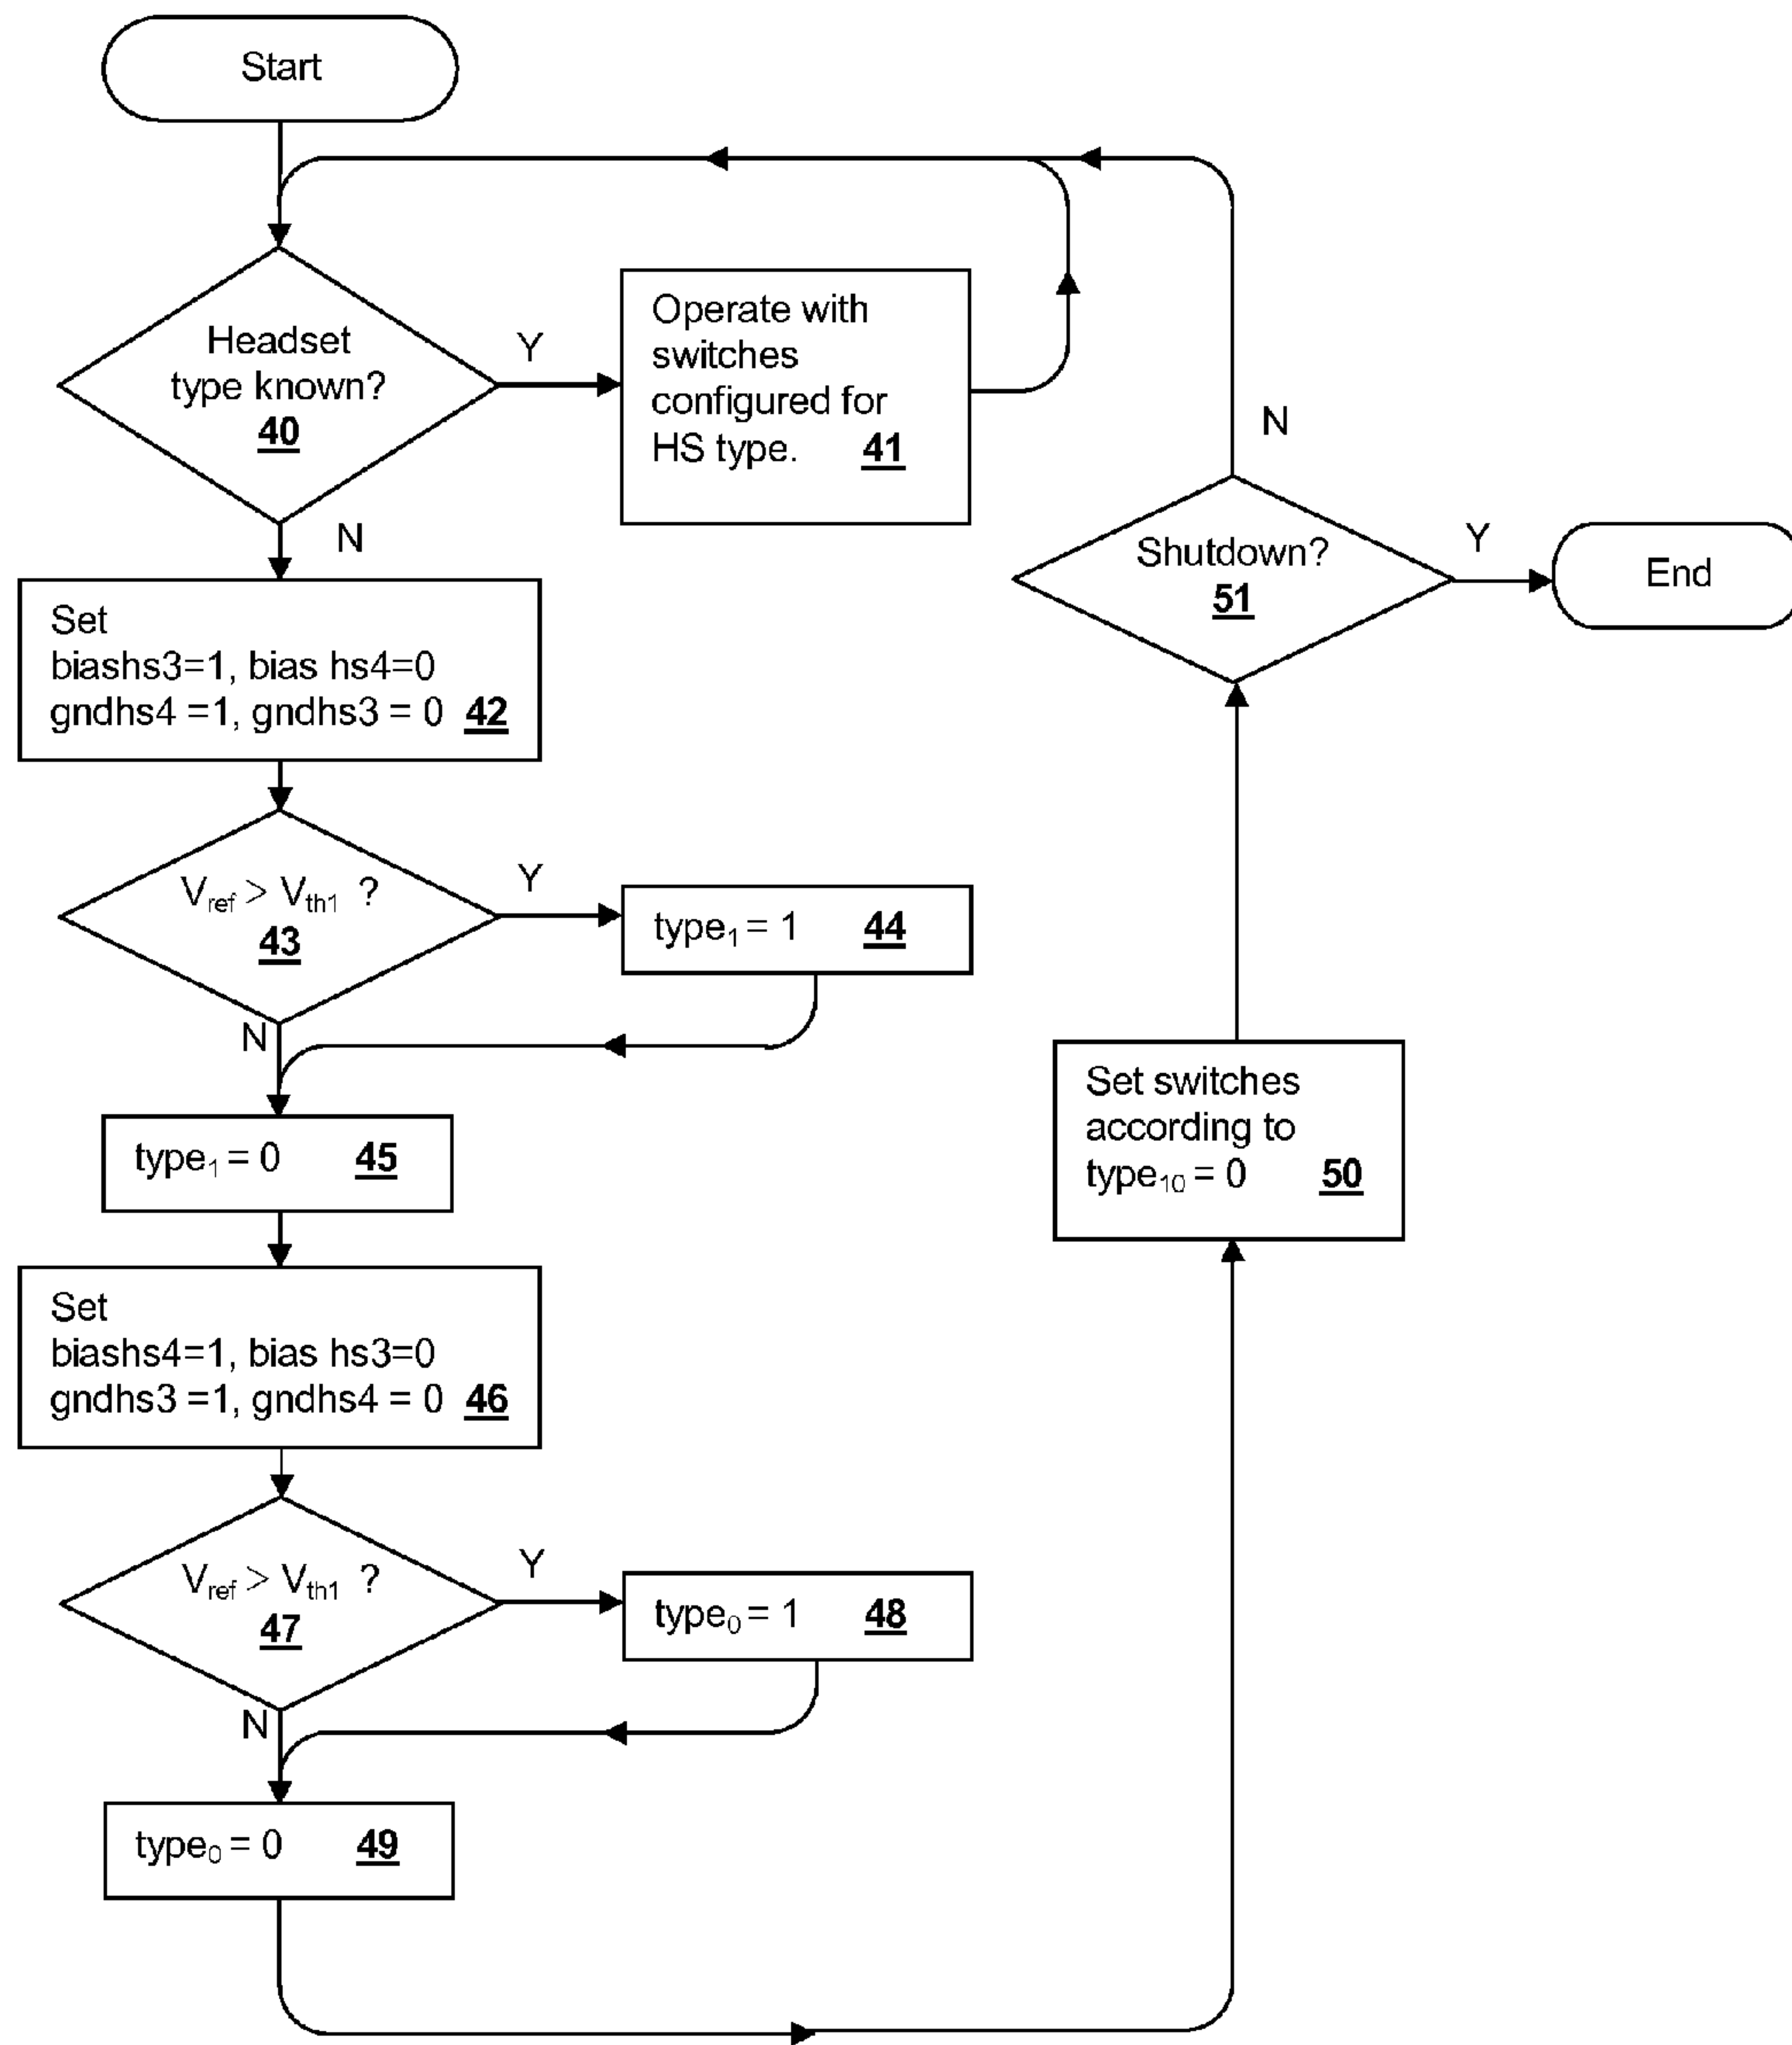 Start
Headset
type known?
40
Y
N
Operate with
switches
configured for
HS type. 41
Set
biashs3=1, bias hs4=0
gndhs4 =1, gndhs3 = 0 42
Vref > Vth1 ?
43
Y
N
type1 = 1 44
type1 = 0 45
Set
biashs4=1, bias hs3=0
gndhs3 =1, gndhs4 = 0 46
Vref > Vth1 ?
47
Y
N
type0 = 1 48
type0 = 0 49
Set switches
according to
type10 = 0 50
Shutdown?
51
N
Y
End